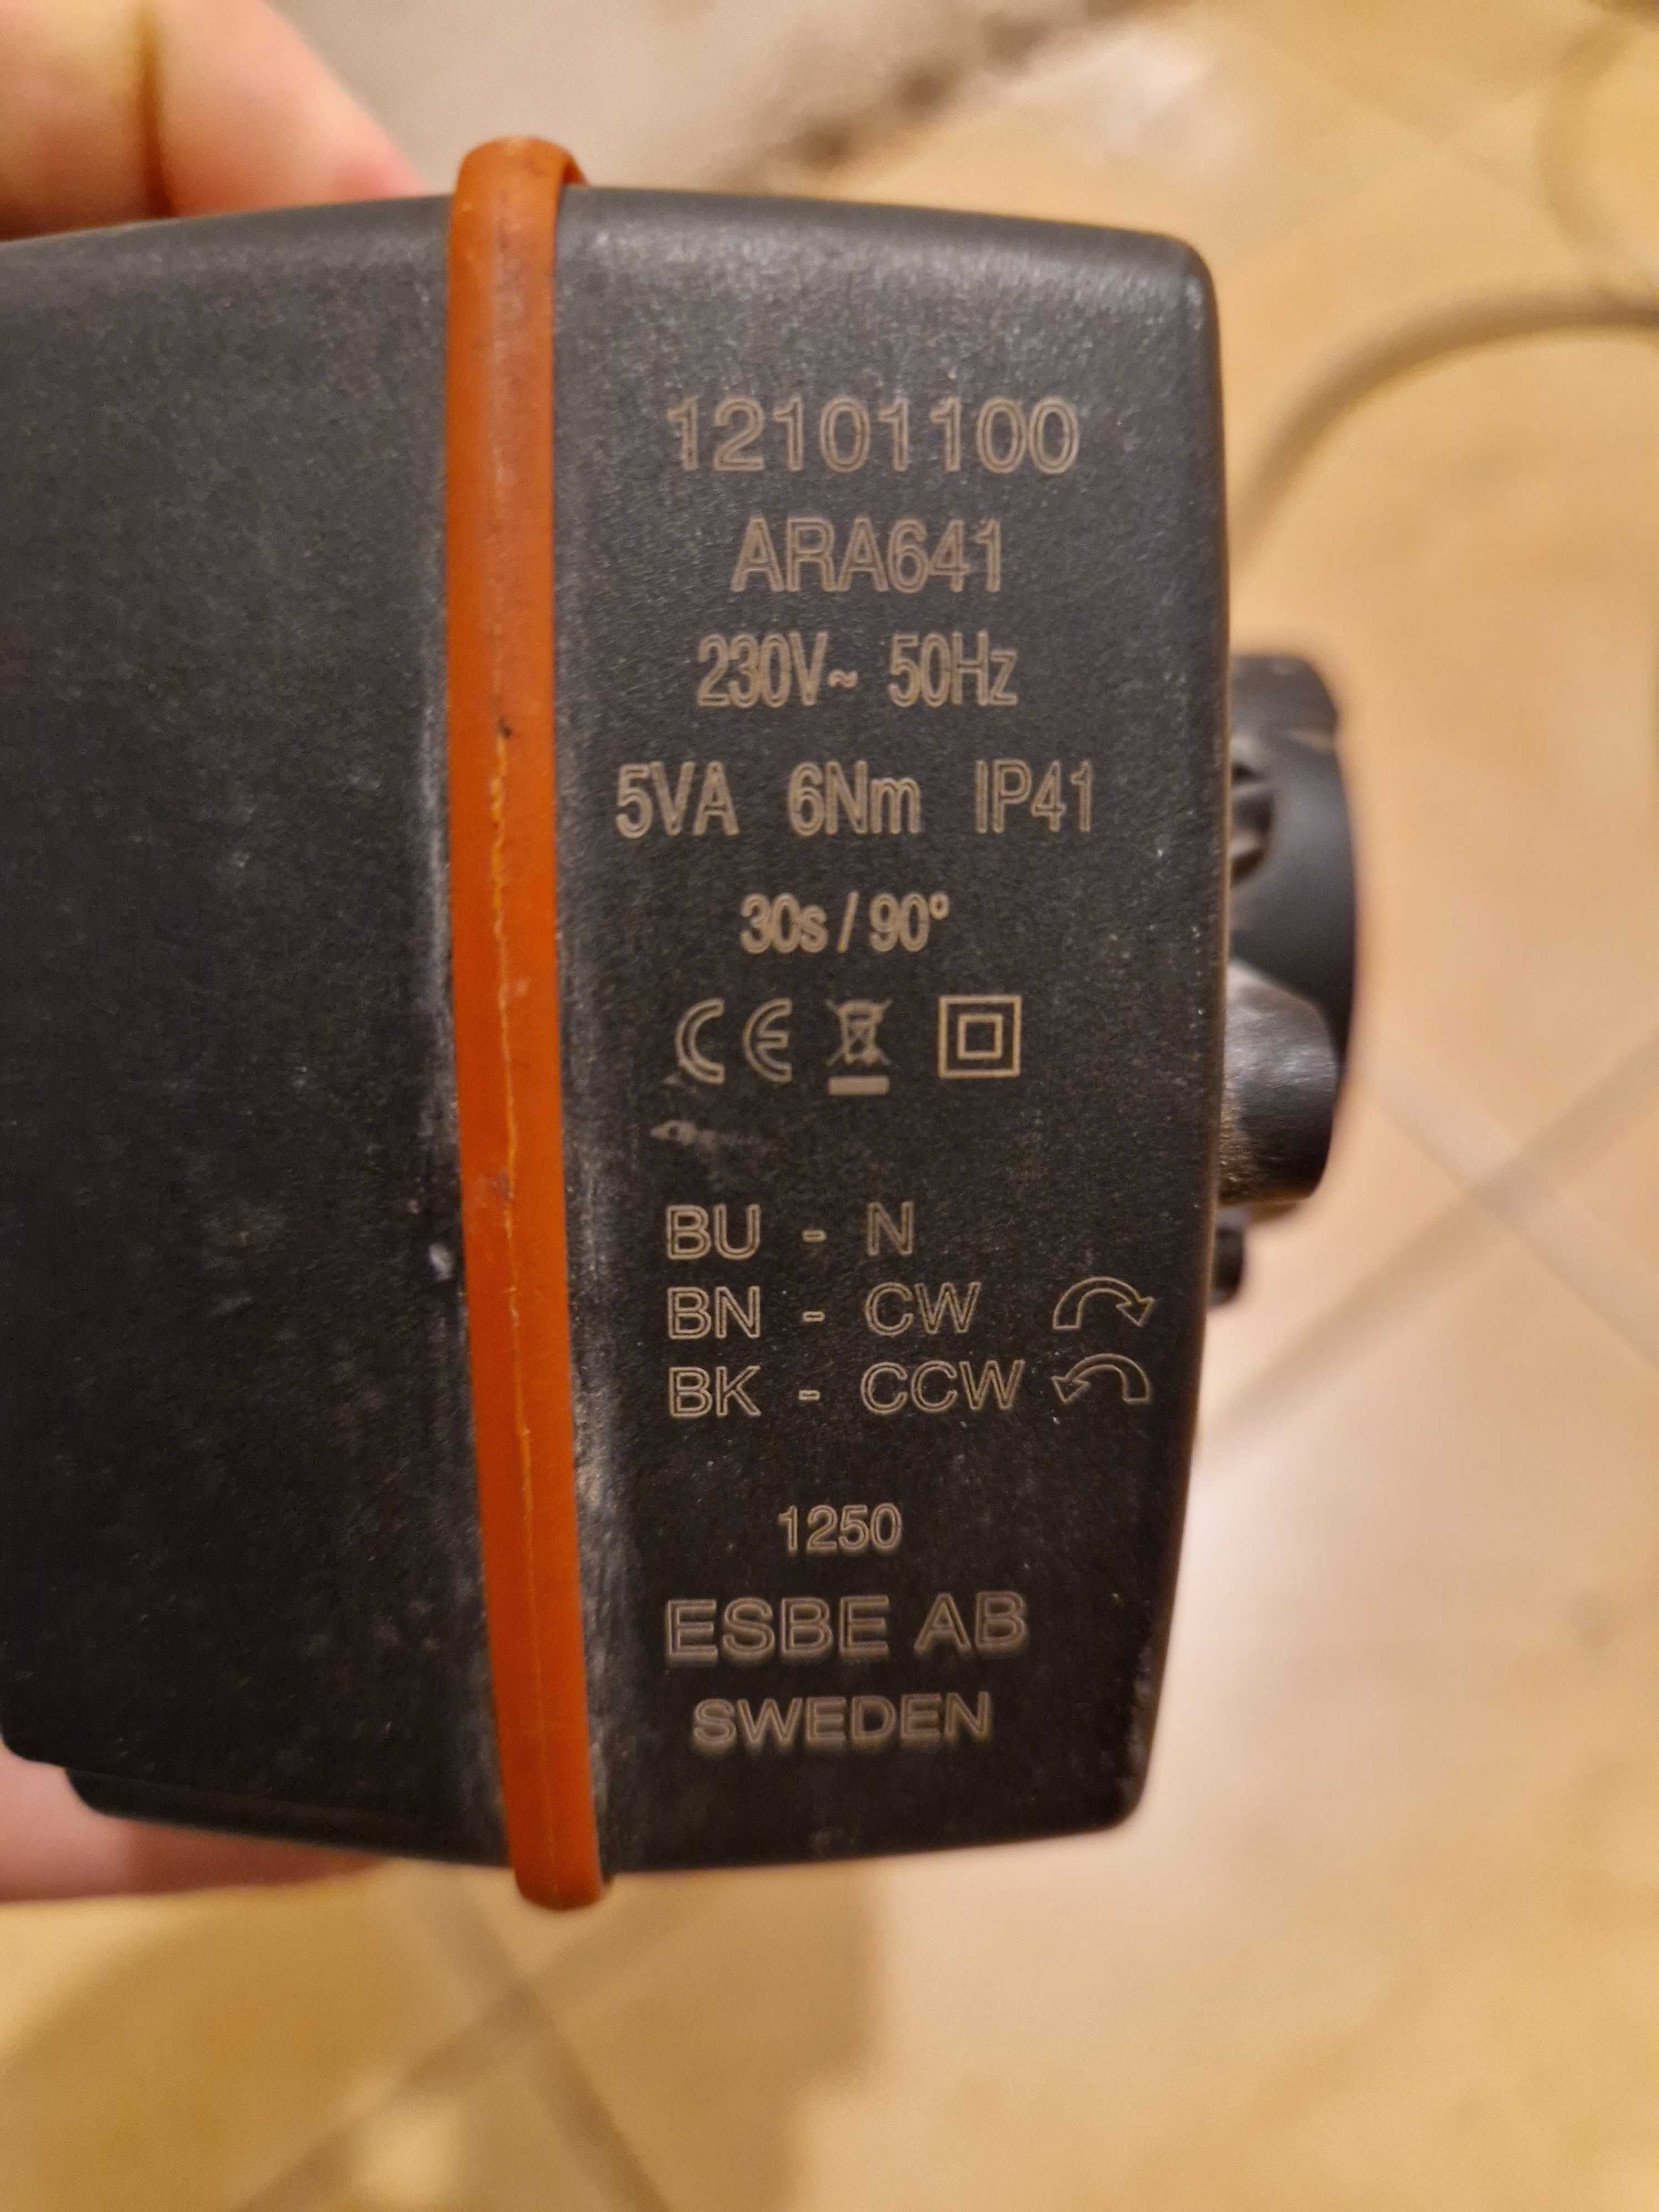 12101100
ARA641
230V~ 50Hz
5VA 6Nm IP41
30s / 90°
CE
BU - N
BN - CW
BK - CCW
1250
ESBE AB
SWEDEN